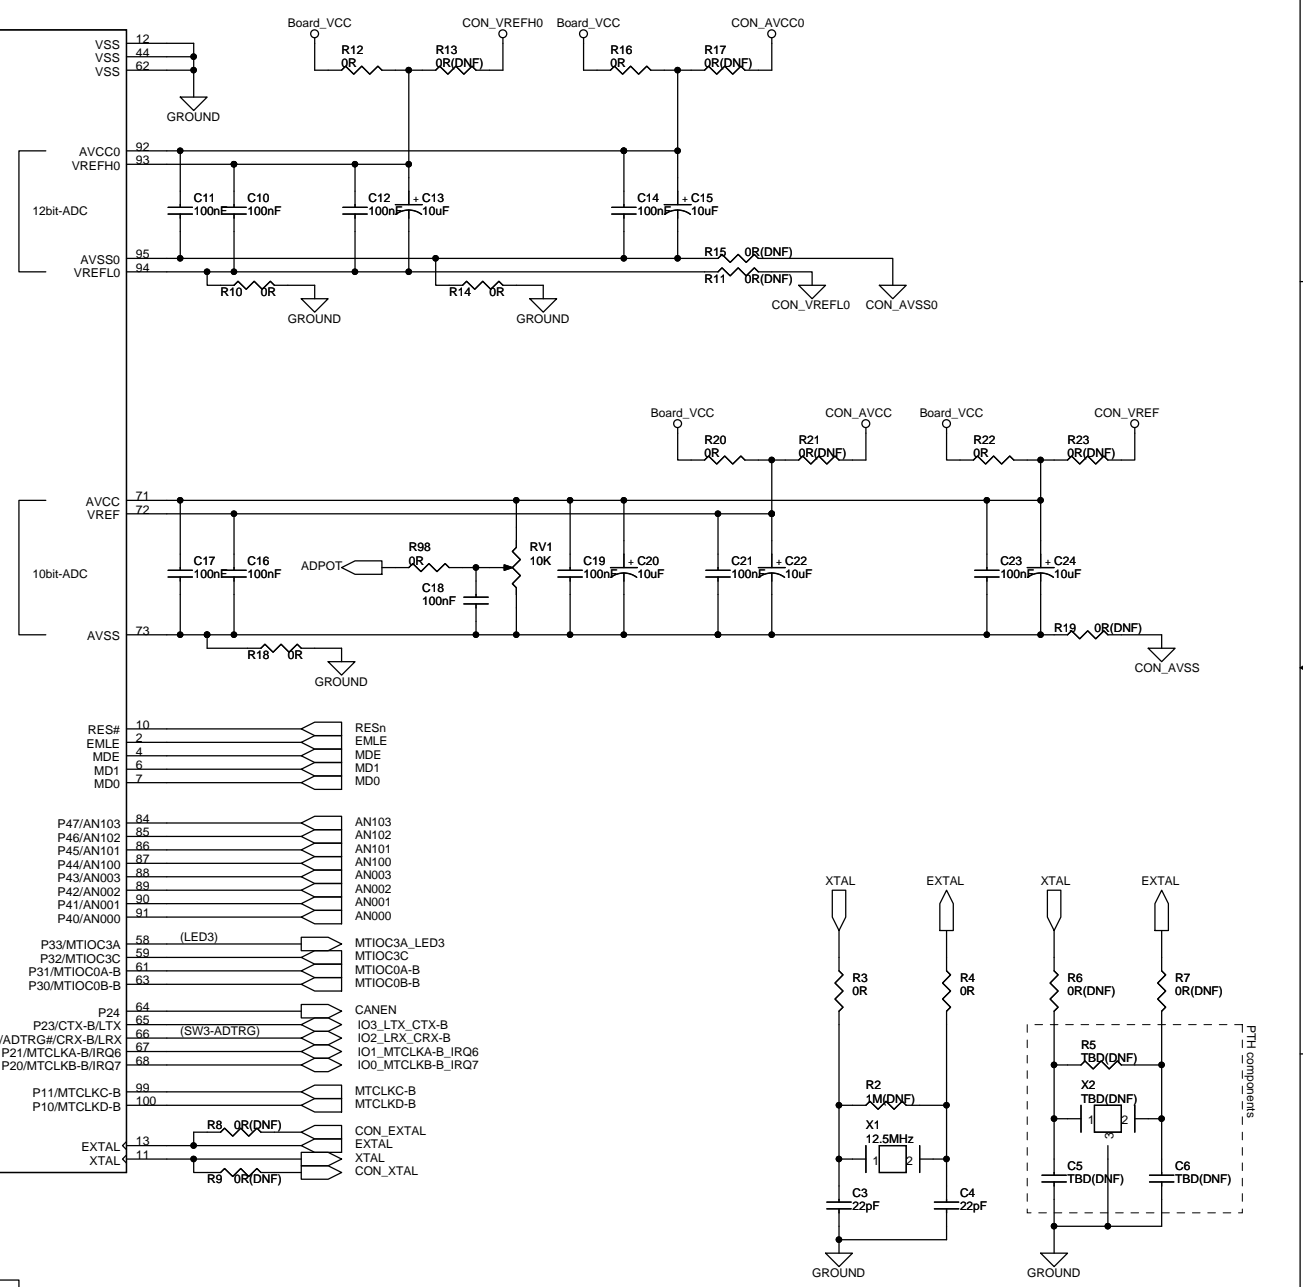 Board_VCC CON_VREFH0 Board_VCC CON_AVCC0
VSS 12
VSS 44
VSS 62
GROUND
R12 0R
R13 0R(DNF)
R16 0R
R17 0R(DNF)
AVCC0 92
VREFH0 93
12bit-ADC
C11 100nF
C10 100nF
C12 100nF
+ C13 10uF
C14 100nF
+ C15 10uF
AVSS0 95
VREFL0 94
R15 0R(DNF)
R11 0R(DNF)
R10 0R
R14 0R
GROUND
GROUND
CON_VREFL0 CON_AVSS0
Board_VCC CON_AVCC Board_VCC CON_VREF
R20 0R
R21 0R(DNF)
R22 0R
R23 0R(DNF)
AVCC 71
VREF 72
10bit-ADC
C17 100nF
C16 100nF
ADPOT
R98 0R
C18 100nF
RV1 10K
C19 100nF
+ C20 10uF
C21 100nF
+ C22 10uF
C23 100nF
+ C24 10uF
AVSS 73
R18 0R
GROUND
R19 0R(DNF)
CON_AVSS
RES# 10 RESn
EMLE 2 EMLE
MDE 4 MDE
MD1 6 MD1
MD0 7 MD0
P47/AN103 84 AN103
P46/AN102 85 AN102
P45/AN101 86 AN101
P44/AN100 87 AN100
P43/AN003 88 AN003
P42/AN002 89 AN002
P41/AN001 90 AN001
P40/AN000 91 AN000
P33/MTIOC3A 58 (LED3) MTIOC3A_LED3
P32/MTIOC3C 59 MTIOC3C
P31/MTIOC0A-B 61 MTIOC0A-B
P30/MTIOC0B-B 63 MTIOC0B-B
P24 64 CANEN
P23/CTX-B/LTX 65 IO3_LTX_CTX-B
/ADTRG#/CRX-B/LRX 66 (SW3-ADTRG) IO2_LRX_CRX-B
P21/MTCLKA-B/IRQ6 67 IO1_MTCLKA-B_IRQ6
P20/MTCLKB-B/IRQ7 68 IO0_MTCLKB-B_IRQ7
P11/MTCLKC-B 99 MTCLKC-B
P10/MTCLKD-B 100 MTCLKD-B
R8 0R(DNF) CON_EXTAL
EXTAL 13 EXTAL
XTAL 11 XTAL
R9 0R(DNF) CON_XTAL
XTAL EXTAL XTAL EXTAL
R3 0R
R4 0R
R6 0R(DNF)
R7 0R(DNF)
R2 1M(DNF)
X1 12.5MHz
1 2
C3 22pF
C4 22pF
GROUND
PTH components
R5 TBD(DNF)
X2 TBD(DNF)
1 2
3
C5 TBD(DNF)
C6 TBD(DNF)
GROUND